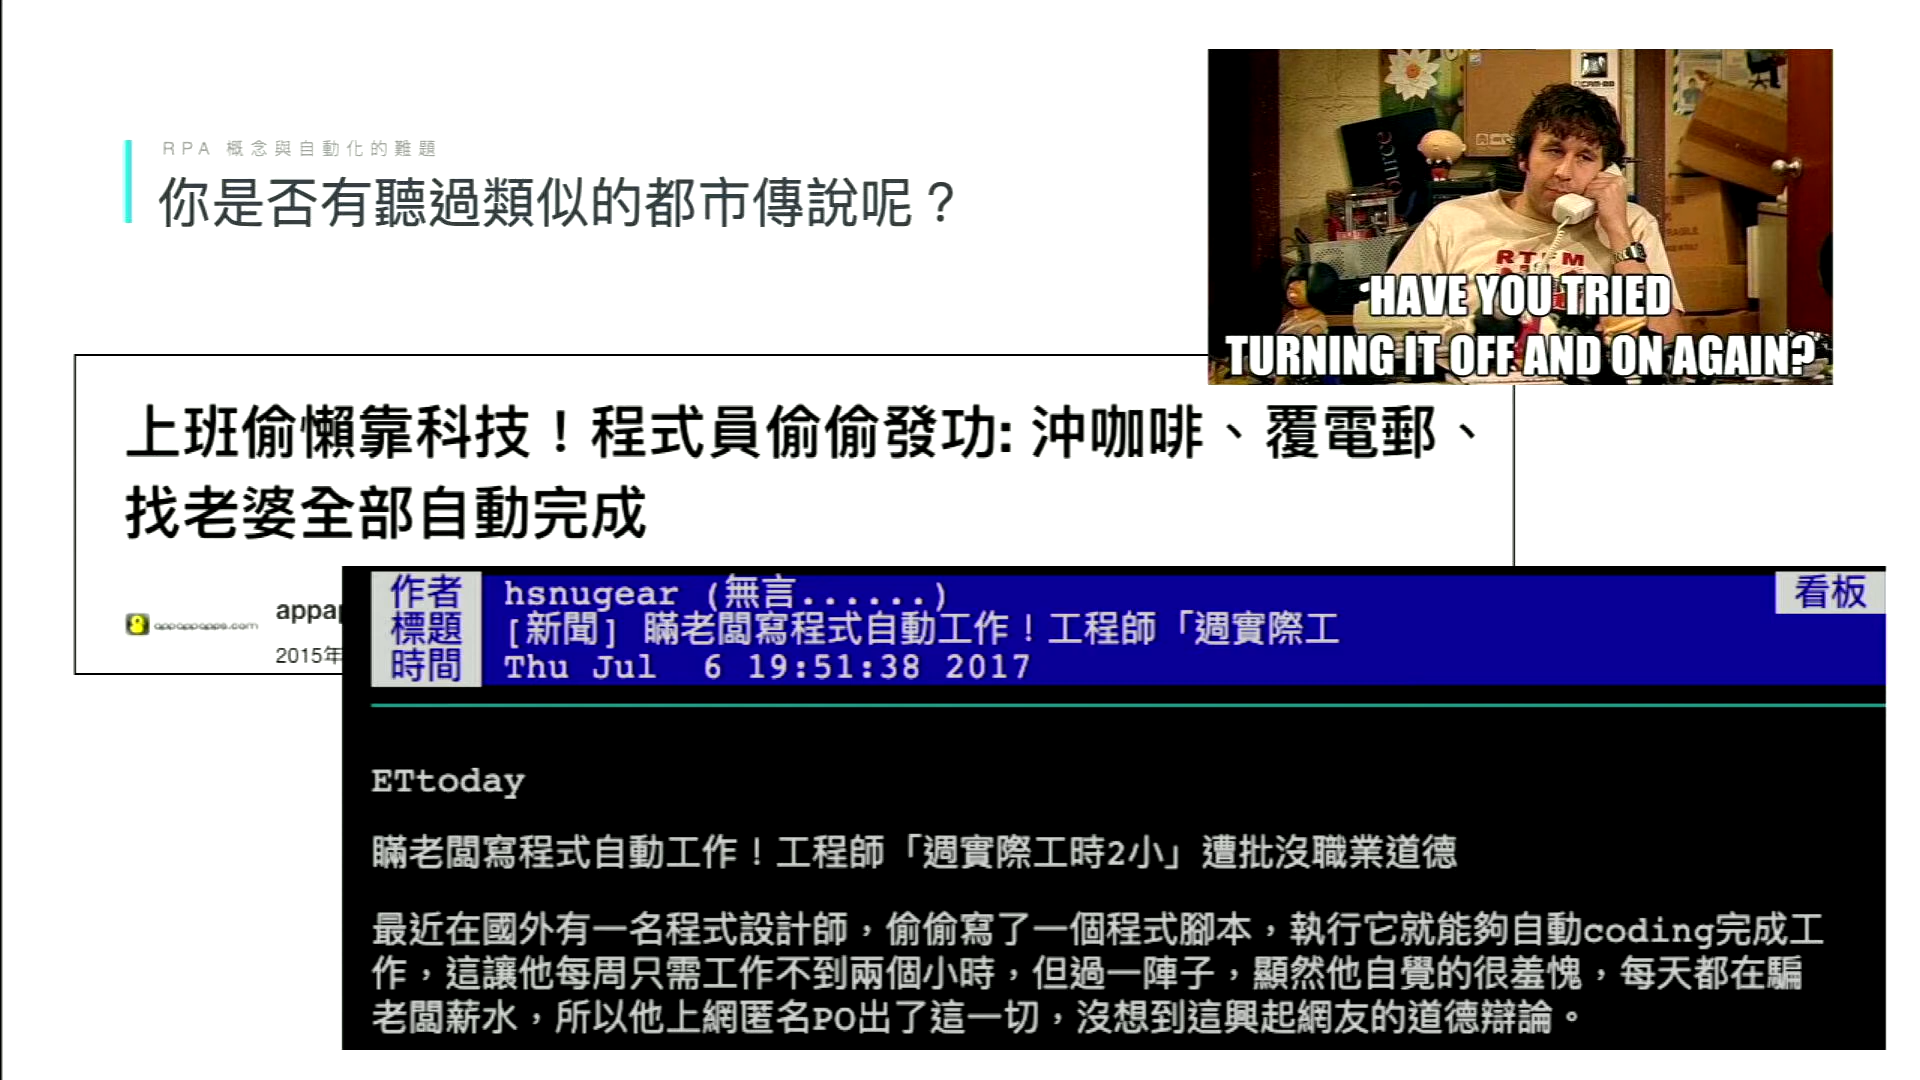 RPA 概念與自動化的難題
你是否有聽過類似的都市傳說呢？
RTFM
HAVE YOU TRIED
TURNING IT OFF AND ON AGAIN?
上班偷懶靠科技！程式員偷偷發功: 沖咖啡、覆電郵、
找老婆全部自動完成
appappapps.com
2015年
作者 hsnugear (無言......) 看板
標題 [新聞] 瞞老闆寫程式自動工作！工程師「週實際工
時間 Thu Jul 6 19:51:38 2017
ETtoday
瞞老闆寫程式自動工作！工程師「週實際工時2小」遭批沒職業道德
最近在國外有一名程式設計師，偷偷寫了一個程式腳本，執行它就能夠自動coding完成工
作，這讓他每周只需工作不到兩個小時，但過一陣子，顯然他自覺的很羞愧，每天都在騙
老闆薪水，所以他上網匿名PO出了這一切，沒想到這興起網友的道德辯論。